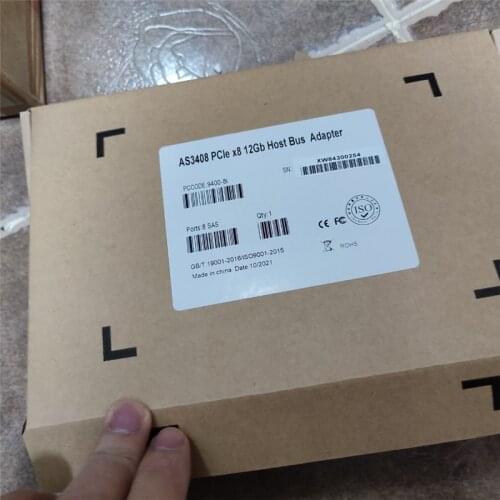 AS3408 PCIe x8 12Gb Host Bus Adapter
PCCODE:9400-8i
SN:
XW84300254
Ports:8 SAS
Qty:1
CE FC ISO
ROHS
GB/T 19001-2016/ISO9001-2015
Made in china Date:10/2021